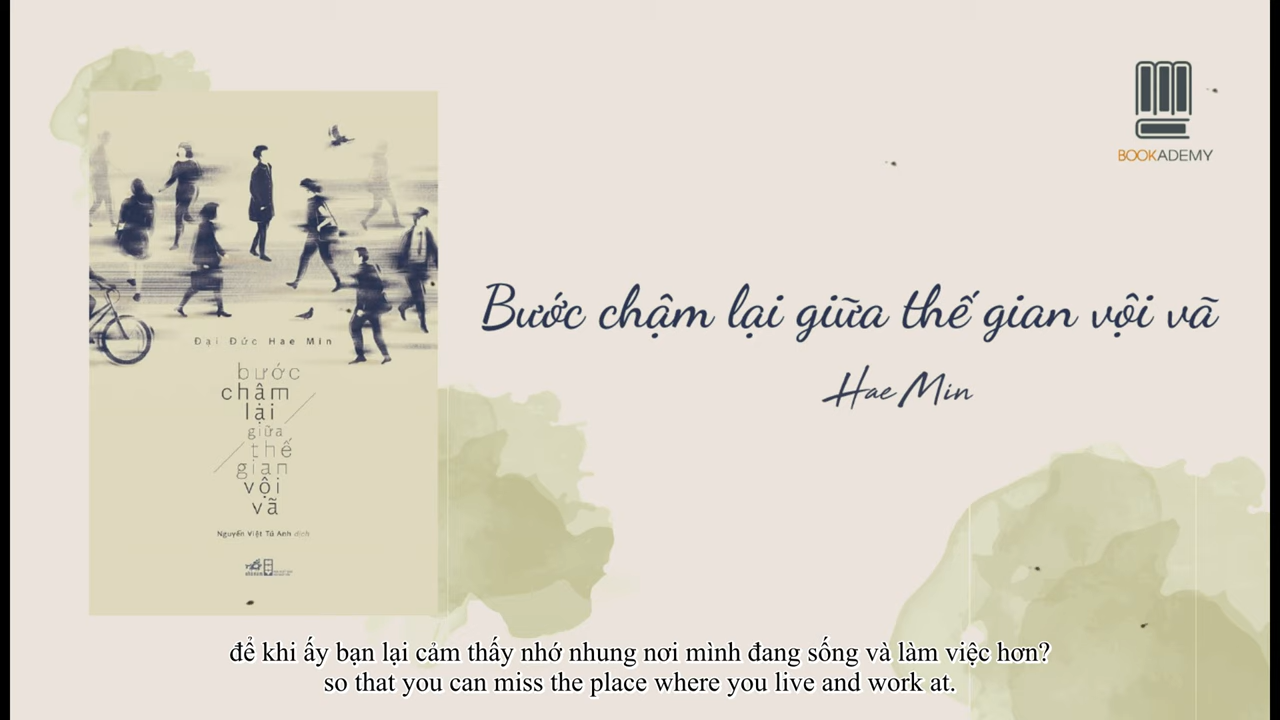 BOOKADEMY
Đại Đức Hae Min
bước
chậm
lại
giữa
thế
gian
vội
vã
Nguyễn Việt Tú Anh dịch
Bước chậm lại giữa thế gian vội vã
Hae Min
để khi ấy bạn lại cảm thấy nhớ nhung nơi mình đang sống và làm việc hơn?
so that you can miss the place where you live and work at.